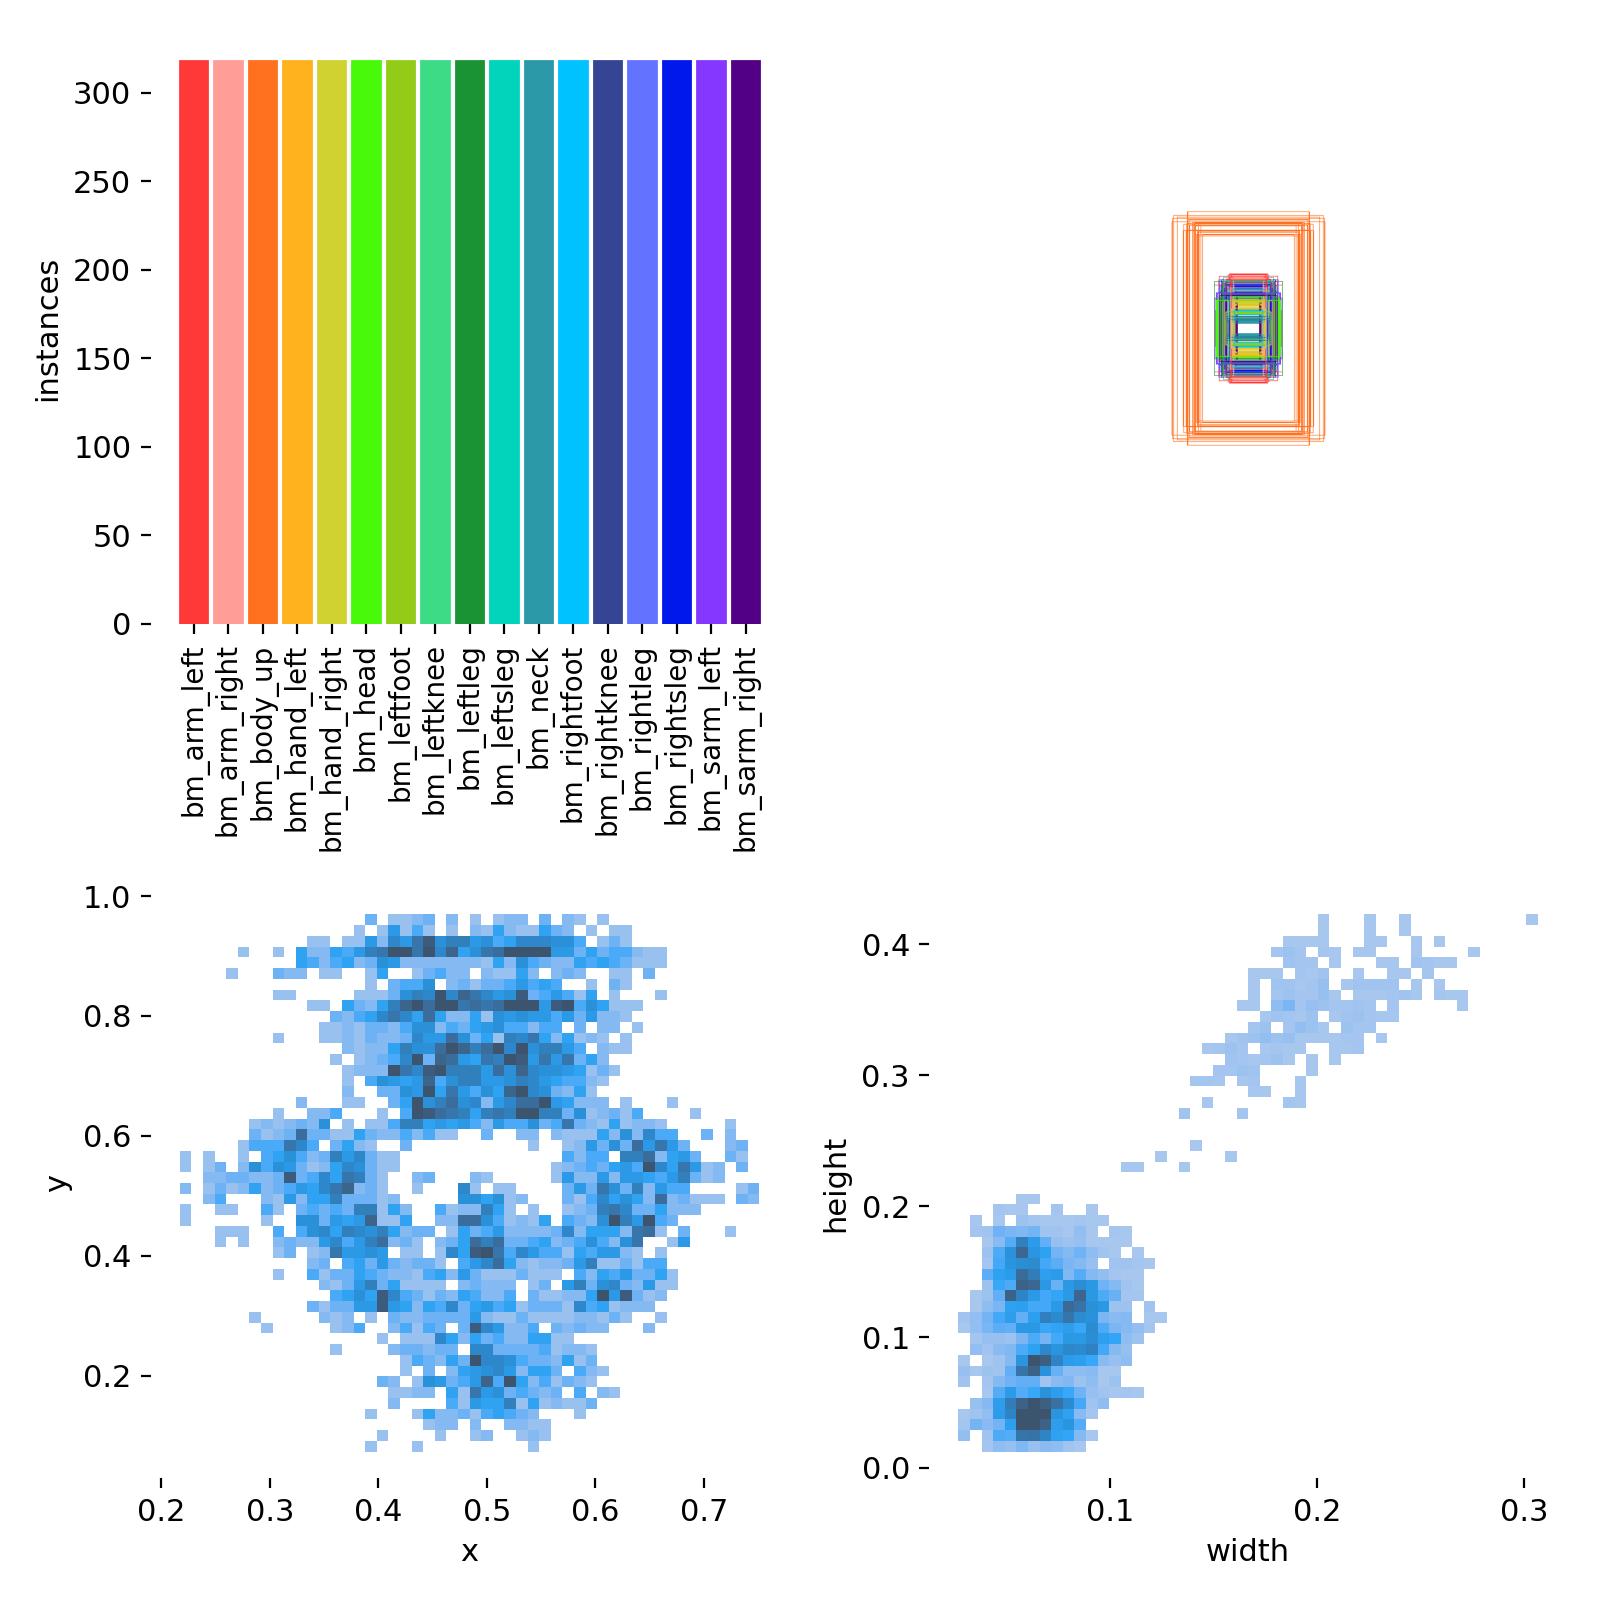 300
250
200
150
100
50
0
instances
bm_arm_left
bm_arm_right
bm_body_up
bm_hand_left
bm_hand_right
bm_head
bm_leftfoot
bm_leftknee
bm_leftleg
bm_leftsleg
bm_neck
bm_rightfoot
bm_rightknee
bm_rightleg
bm_rightsleg
bm_sarm_left
bm_sarm_right
1.0
0.8
0.6
0.4
0.2
y
0.2 0.3 0.4 0.5 0.6 0.7
x
0.4
0.3
0.2
0.1
0.0
height
0.1 0.2 0.3
width